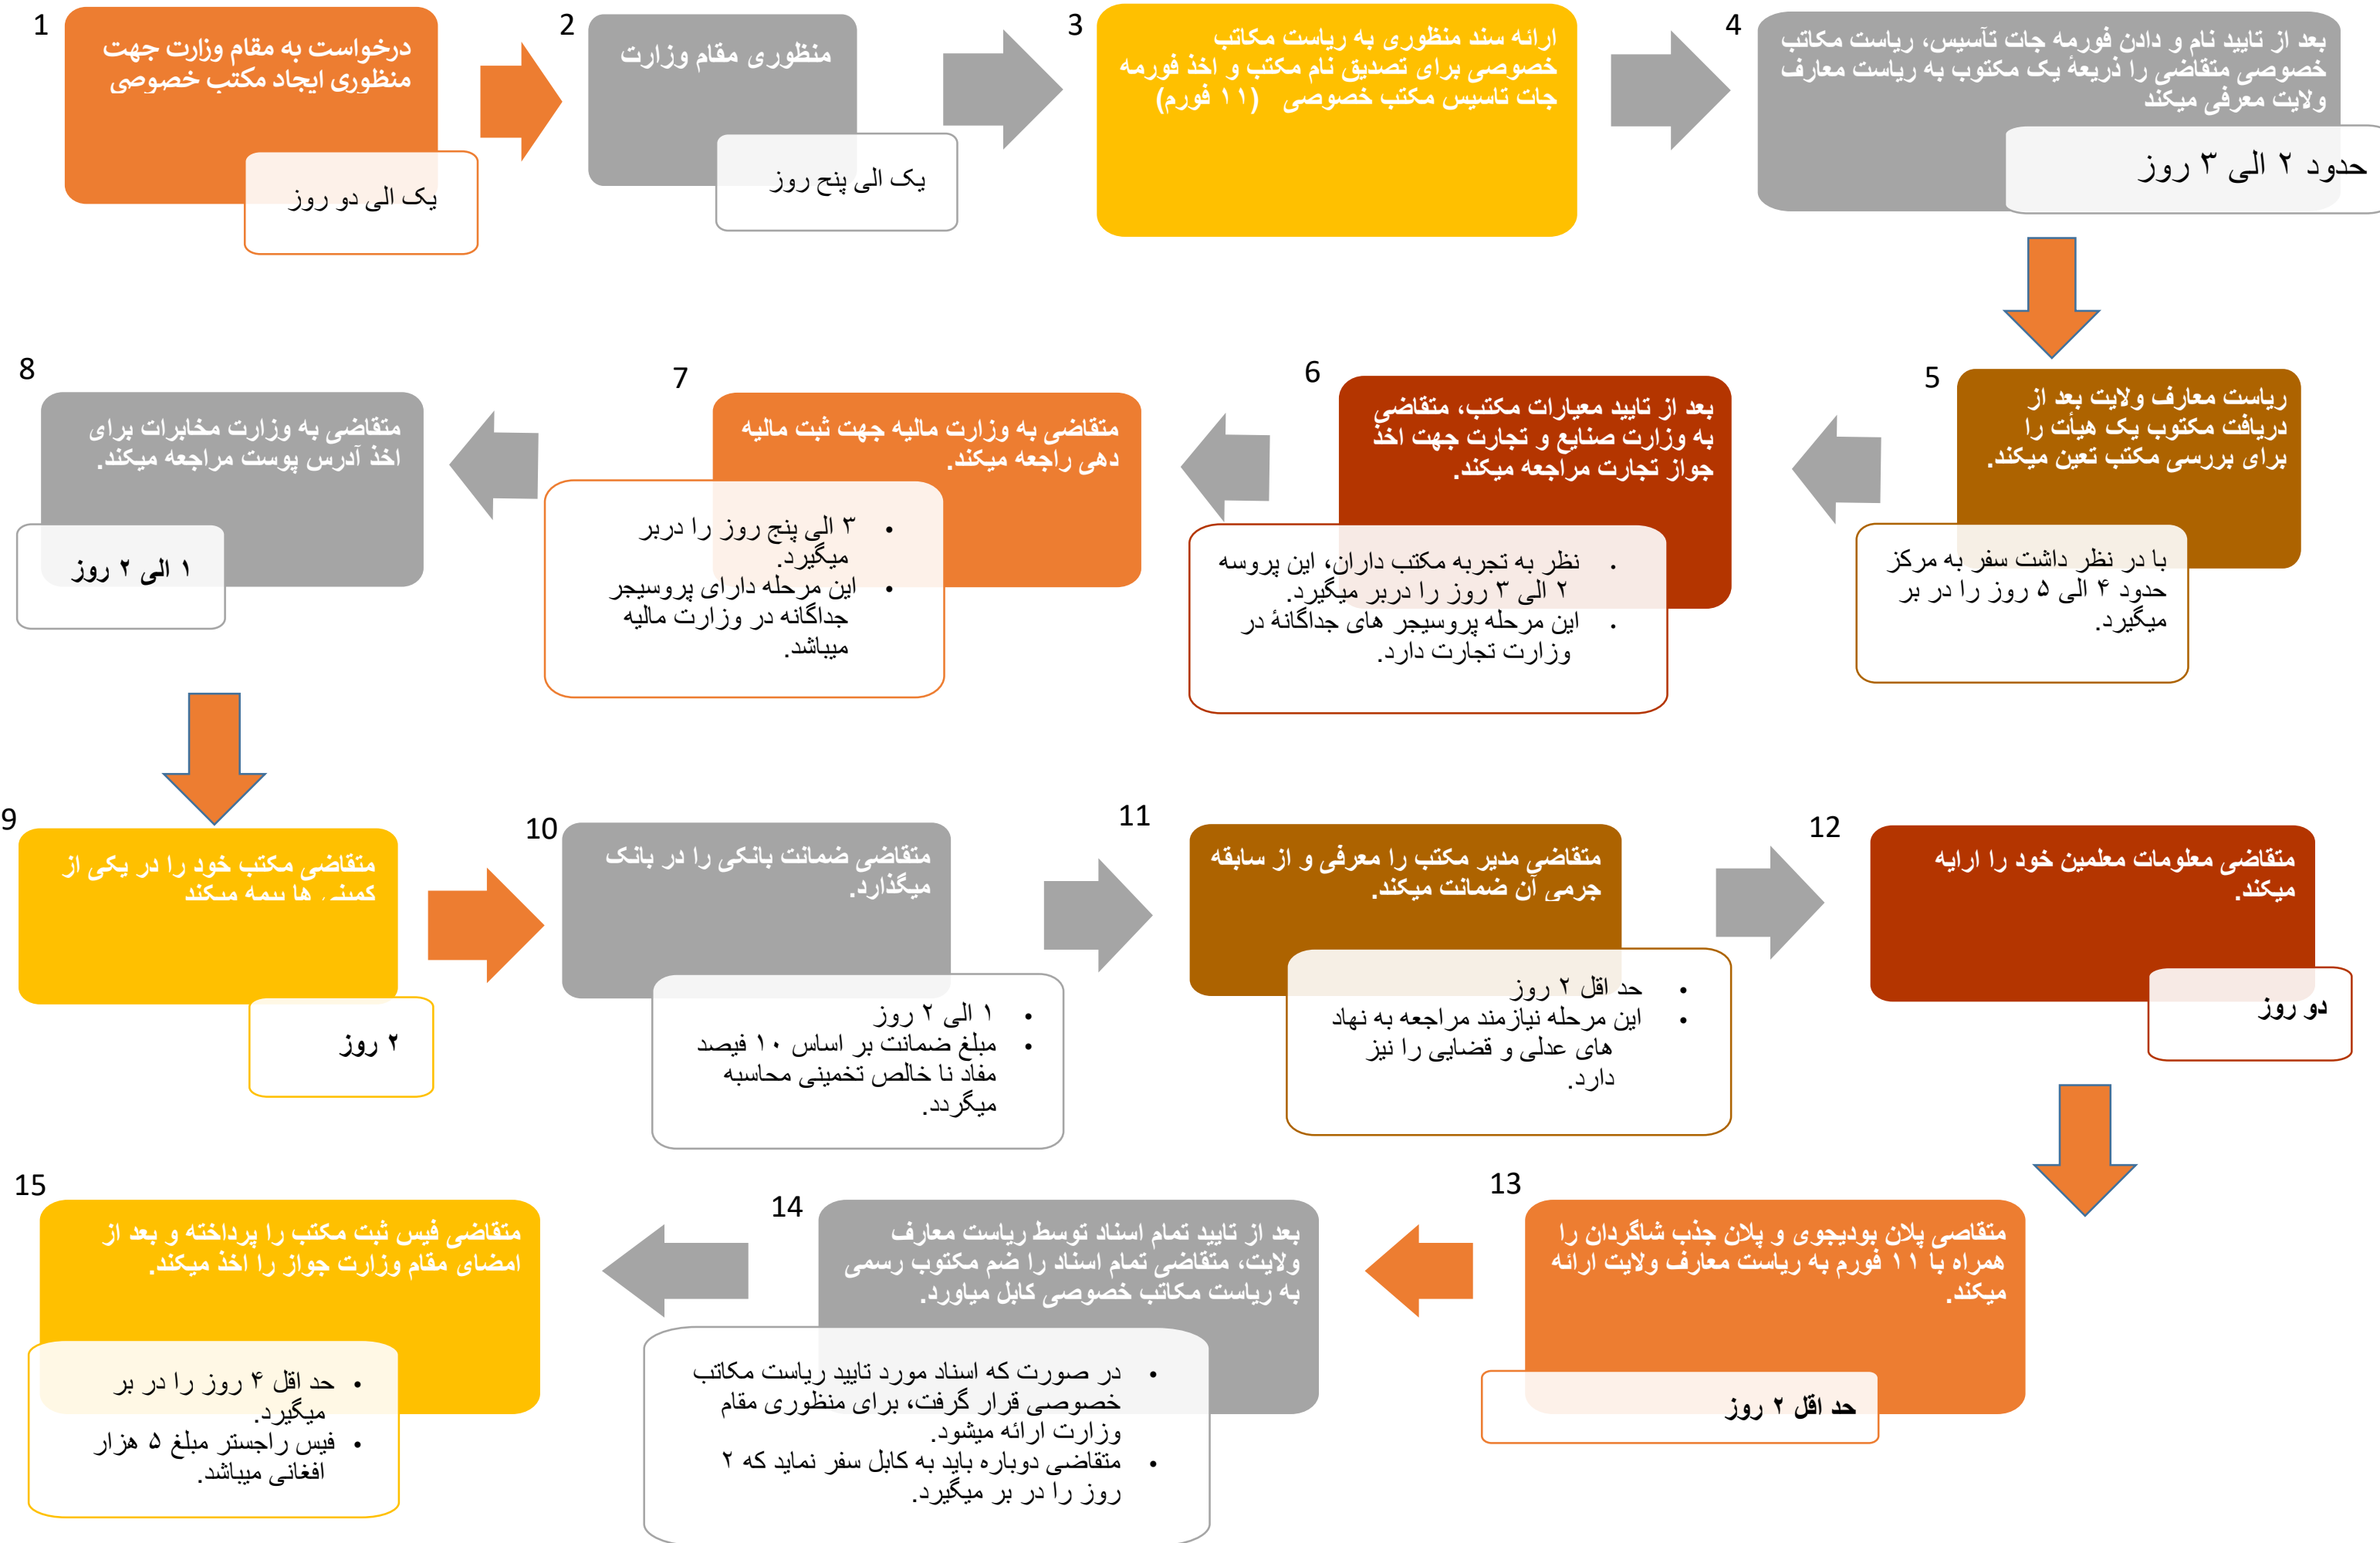 1
درخواست به مقام وزارت جهت
منظوری ایجاد مکتب خصوصی
یک الی دو روز
2
منظوری مقام وزارت
یک الی پنح روز
3
ارائه سند منظوری به ریاست مکاتب
خصوصی برای تصدیق نام مکتب و اخذ فورمه
جات تاسیس مکتب خصوصی (۱۱ فورم)
4
بعد از تایید نام و دادن فورمه جات تآسیس، ریاست مکاتب
خصوصی متقاضی را ذریعهٔ یک مکتوب به ریاست معارف
ولایت معرفی میکند
حدود ۲ الی ۳ روز
5
ریاست معارف ولایت بعد از
دریافت مکتوب یک هیأت را
برای بررسی مکتب تعین میکند.
با در نظر داشت سفر به مرکز
حدود ۴ الی ۵ روز را در بر
میگیرد.
6
بعد از تایید معیارات مکتب، متقاضی
به وزارت صنایع و تجارت جهت اخذ
جواز تجارت مراجعه میکند.
• نظر به تجربه مکتب داران، این پروسه
۲ الی ۳ روز را دربر میگیرد.
• این مرحله پروسیجر های جداگانهٔ در
وزارت تجارت دارد.
7
متقاضی به وزارت مالیه جهت ثبت مالیه
دهی راجعه میکند.
• ۳ الی پنج روز را دربر
میگیرد.
• این مرحله دارای پروسیجر
جداگانه در وزارت مالیه
میباشد.
8
متقاضی به وزارت مخابرات برای
اخذ آدرس پوست مراجعه میکند.
۱ الی ۲ روز
9
متقاضی مکتب خود را در یکی از
کمپنی ها بیمه میکند
۲ روز
10
متقاضی ضمانت بانکی را در بانک
میگذارد.
• ۱ الی ۲ روز
• مبلغ ضمانت بر اساس ۱۰ فیصد
مفاد نا خالص تخمینی محاسبه
میگردد.
11
متقاضی مدیر مکتب را معرفی و از سابقه
جرمی آن ضمانت میکند.
• حد اقل ۲ روز
• این مرحله نیازمند مراجعه به نهاد
های عدلی و قضایی را نیز
دارد.
12
متقاضی معلومات معلمین خود را ارایه
میکند.
دو روز
13
متقاصی پلان بودیجوی و پلان جذب شاگردان را
همراه با ۱۱ فورم به ریاست معارف ولایت ارائه
میکند.
حد اقل ۲ روز
14
بعد از تایید تمام اسناد توسط ریاست معارف
ولایت، متقاضی تمام اسناد را ضم مکتوب رسمی
به ریاست مکاتب خصوصی کابل میاورد.
• در صورت که اسناد مورد تایید ریاست مکاتب
خصوصی قرار گرفت، برای منظوری مقام
وزارت ارائه میشود.
• متقاضی دوباره باید به کابل سفر نماید که ۲
روز را در بر میگیرد.
15
متقاضی فیس ثبت مکتب را پرداخته و بعد از
امضای مقام وزارت جواز را اخذ میکند.
• حد اقل ۴ روز را در بر
میگیرد.
• فیس راجستر مبلغ ۵ هزار
افغانی میباشد.